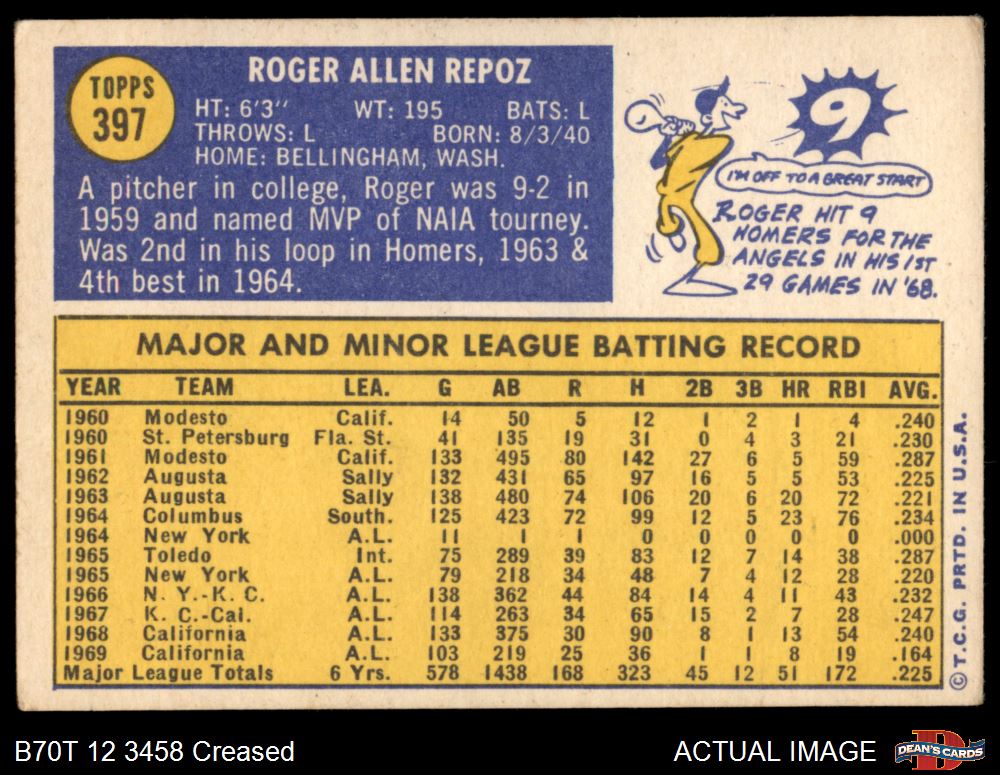 TOPPS
397
ROGER ALLEN REPOZ
HT: 6'3" WT: 195 BATS: L
THROWS: L BORN: 8/3/40
HOME: BELLINGHAM, WASH.
A pitcher in college, Roger was 9-2 in
1959 and named MVP of NAIA tourney.
Was 2nd in his loop in Homers, 1963 &
4th best in 1964.
9
I'M OFF TO A GREAT START
ROGER HIT 9
HOMERS FOR THE
ANGELS IN HIS 1ST
29 GAMES IN '68.
MAJOR AND MINOR LEAGUE BATTING RECORD
YEAR TEAM LEA. G AB R H 2B 3B HR RBI AVG.
1960 Modesto Calif. 14 50 5 12 1 2 1 4 .240
1960 St. Petersburg Fla. St. 41 135 19 31 0 4 3 21 .230
1961 Modesto Calif. 133 495 80 142 27 6 5 59 .287
1962 Augusta Sally 132 431 65 97 16 5 5 53 .225
1963 Augusta Sally 138 480 74 106 20 6 20 72 .221
1964 Columbus South. 125 423 72 99 12 5 23 76 .234
1964 New York A.L. 11 1 1 0 0 0 0 0 .000
1965 Toledo Int. 75 289 39 83 12 7 14 38 .287
1965 New York A.L. 79 218 34 48 7 4 12 28 .220
1966 N. Y.-K. C. A.L. 138 362 44 84 14 4 11 43 .232
1967 K. C.-Cal. A.L. 114 263 34 65 15 2 7 28 .247
1968 California A.L. 133 375 30 90 8 1 13 54 .240
1969 California A.L. 103 219 25 36 1 1 8 19 .164
Major League Totals 6 Yrs. 578 1438 168 323 45 12 51 172 .225
© T.C.G. PRTD. IN U.S.A.
B70T 12 3458 Creased
ACTUAL IMAGE
D
DEAN'S CARDS